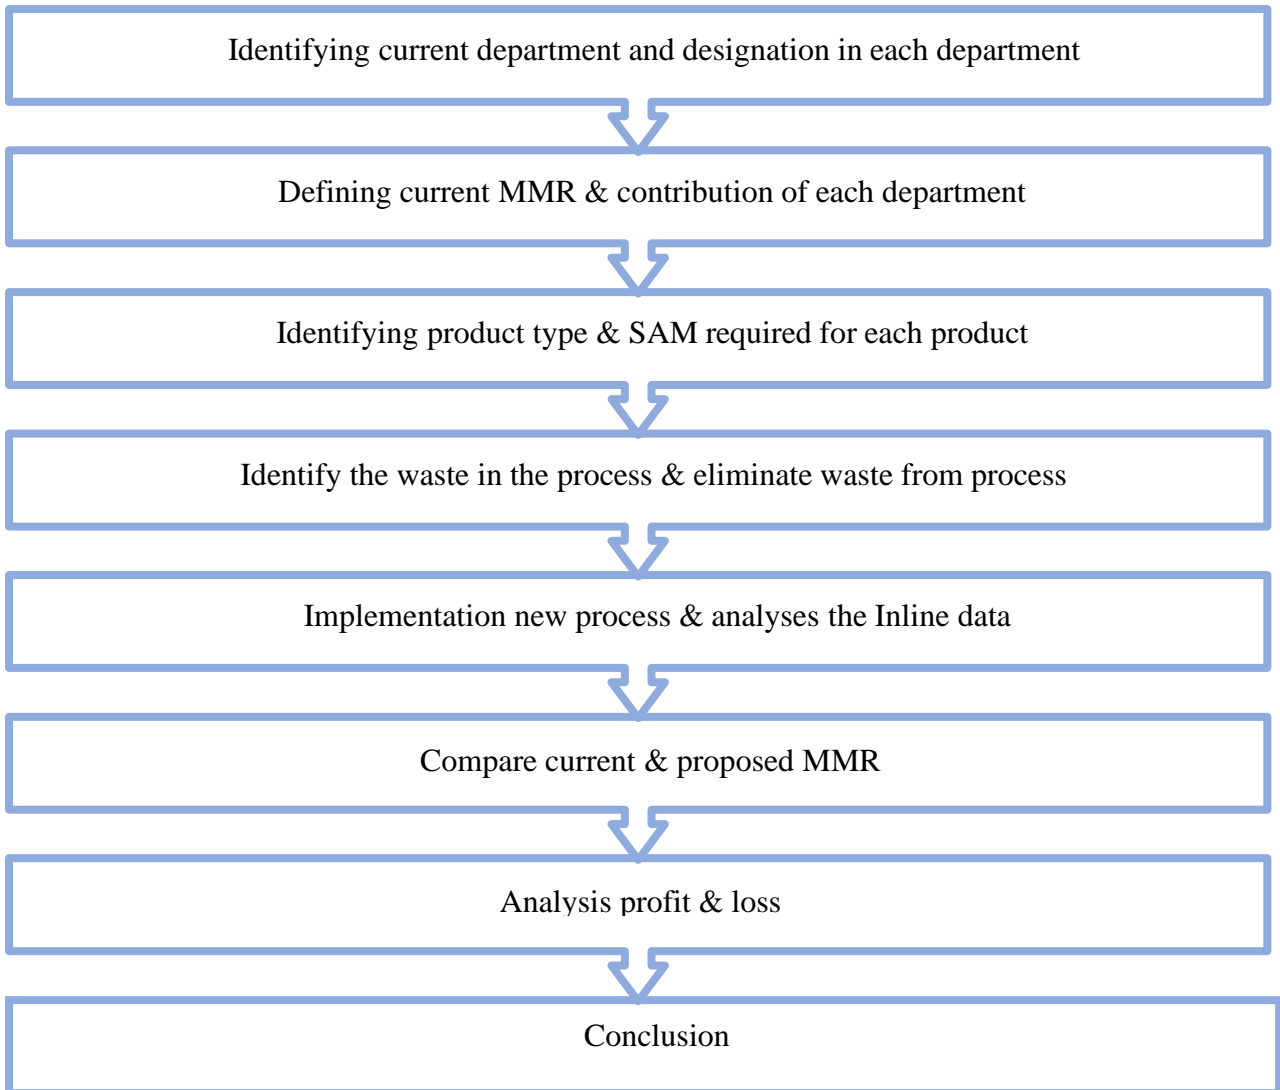 Identifying current department and designation in each department
Defining current MMR & contribution of each department
Identifying product type & SAM required for each product
Identify the waste in the process & eliminate waste from process
Implementation new process & analyses the Inline data
Compare current & proposed MMR
Analysis profit & loss
Conclusion